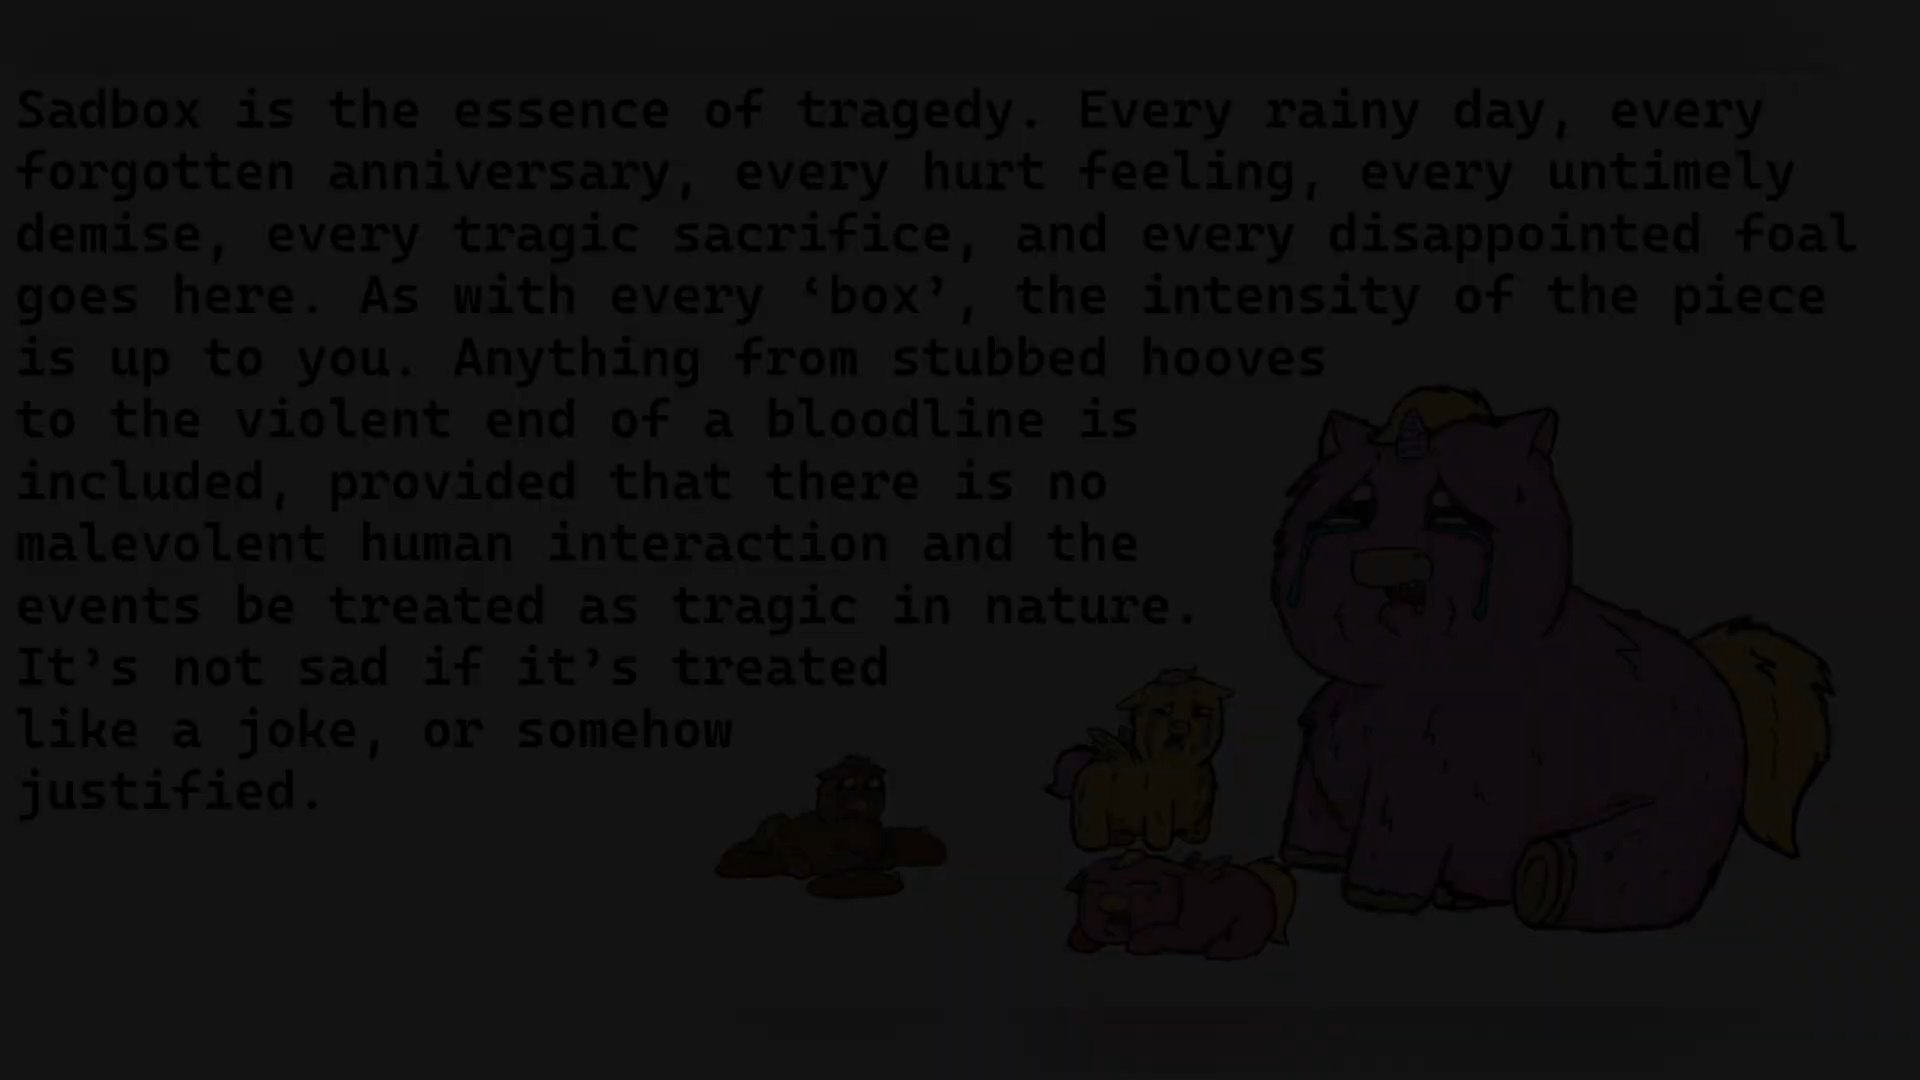 Sadbox is the essence of tragedy. Every rainy day, every
forgotten anniversary, every hurt feeling, every untimely
demise, every tragic sacrifice, and every disappointed foal
goes here. As with every ‘box’, the intensity of the piece
is up to you. Anything from stubbed hooves
to the violent end of a bloodline is
included, provided that there is no
malevolent human interaction and the
events be treated as tragic in nature.
It’s not sad if it’s treated
like a joke, or somehow
justified.